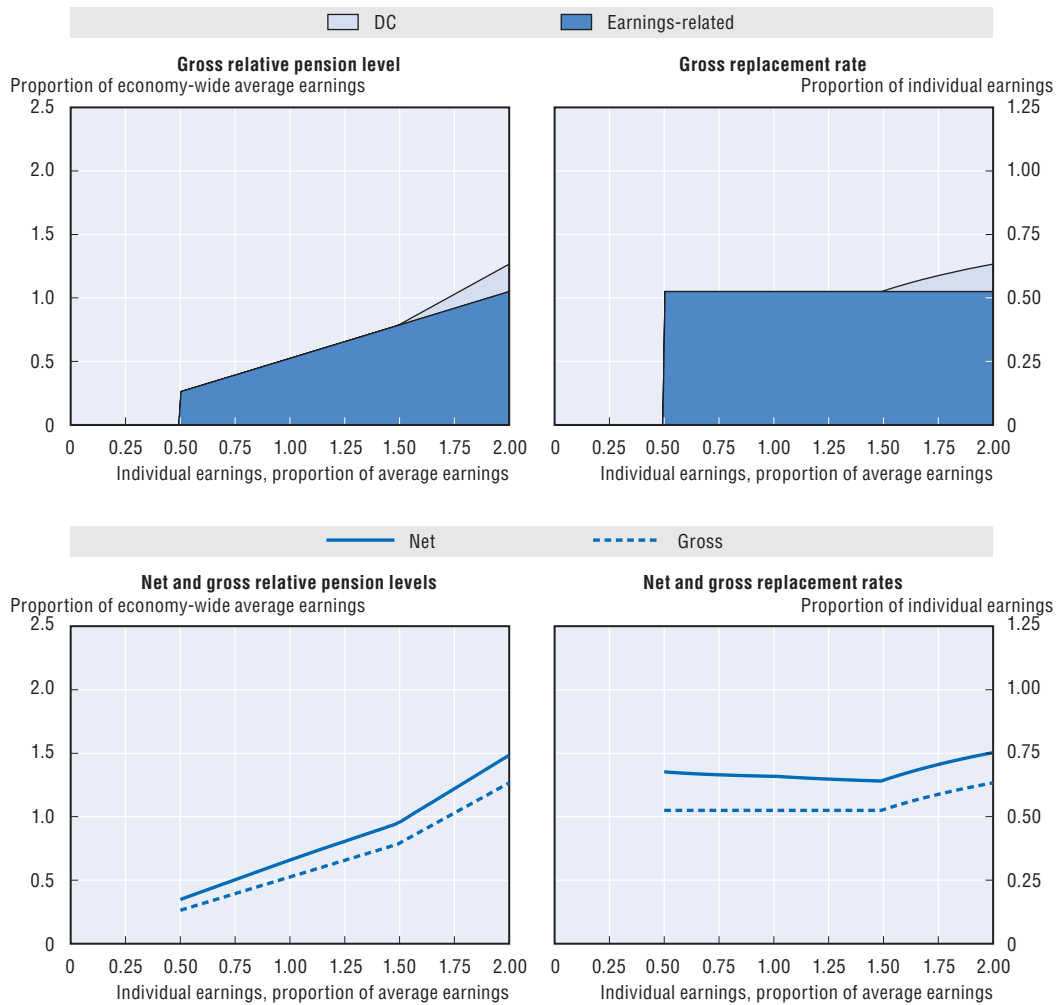 DC Earnings-related
Gross relative pension level
Proportion of economy-wide average earnings
2.5
2.0
1.5
1.0
0.5
0
0 0.25 0.50 0.75 1.00 1.25 1.50 1.75 2.00
Individual earnings, proportion of average earnings
Gross replacement rate
Proportion of individual earnings
1.25
1.00
0.75
0.50
0.25
0
0 0.25 0.50 0.75 1.00 1.25 1.50 1.75 2.00
Individual earnings, proportion of average earnings
Net Gross
Net and gross relative pension levels
Proportion of economy-wide average earnings
2.5
2.0
1.5
1.0
0.5
0
0 0.25 0.50 0.75 1.00 1.25 1.50 1.75 2.00
Individual earnings, proportion of average earnings
Net and gross replacement rates
Proportion of individual earnings
1.25
1.00
0.75
0.50
0.25
0
0 0.25 0.50 0.75 1.00 1.25 1.50 1.75 2.00
Individual earnings, proportion of average earnings